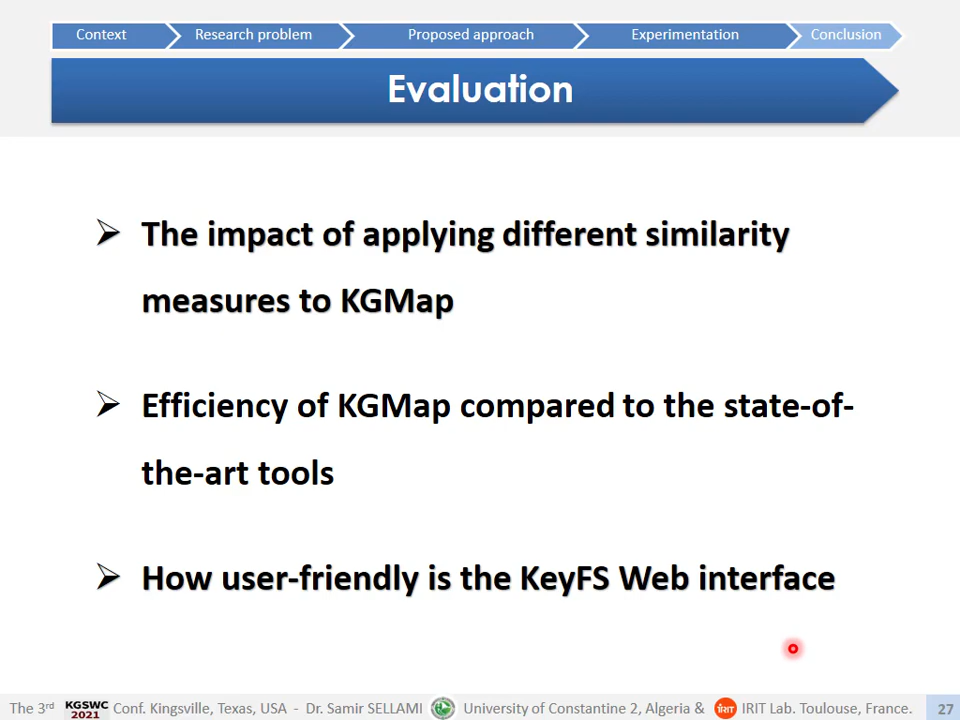 Context Research problem Proposed approach Experimentation Conclusion
Evaluation
The impact of applying different similarity
measures to KGMap
Efficiency of KGMap compared to the state-of-
the-art tools
How user-friendly is the KeyFS Web interface
The 3rd KGSWC 2021 Conf. Kingsville, Texas, USA - Dr. Samir SELLAMI University of Constantine 2, Algeria & IRIT IRIT Lab. Toulouse, France. 27